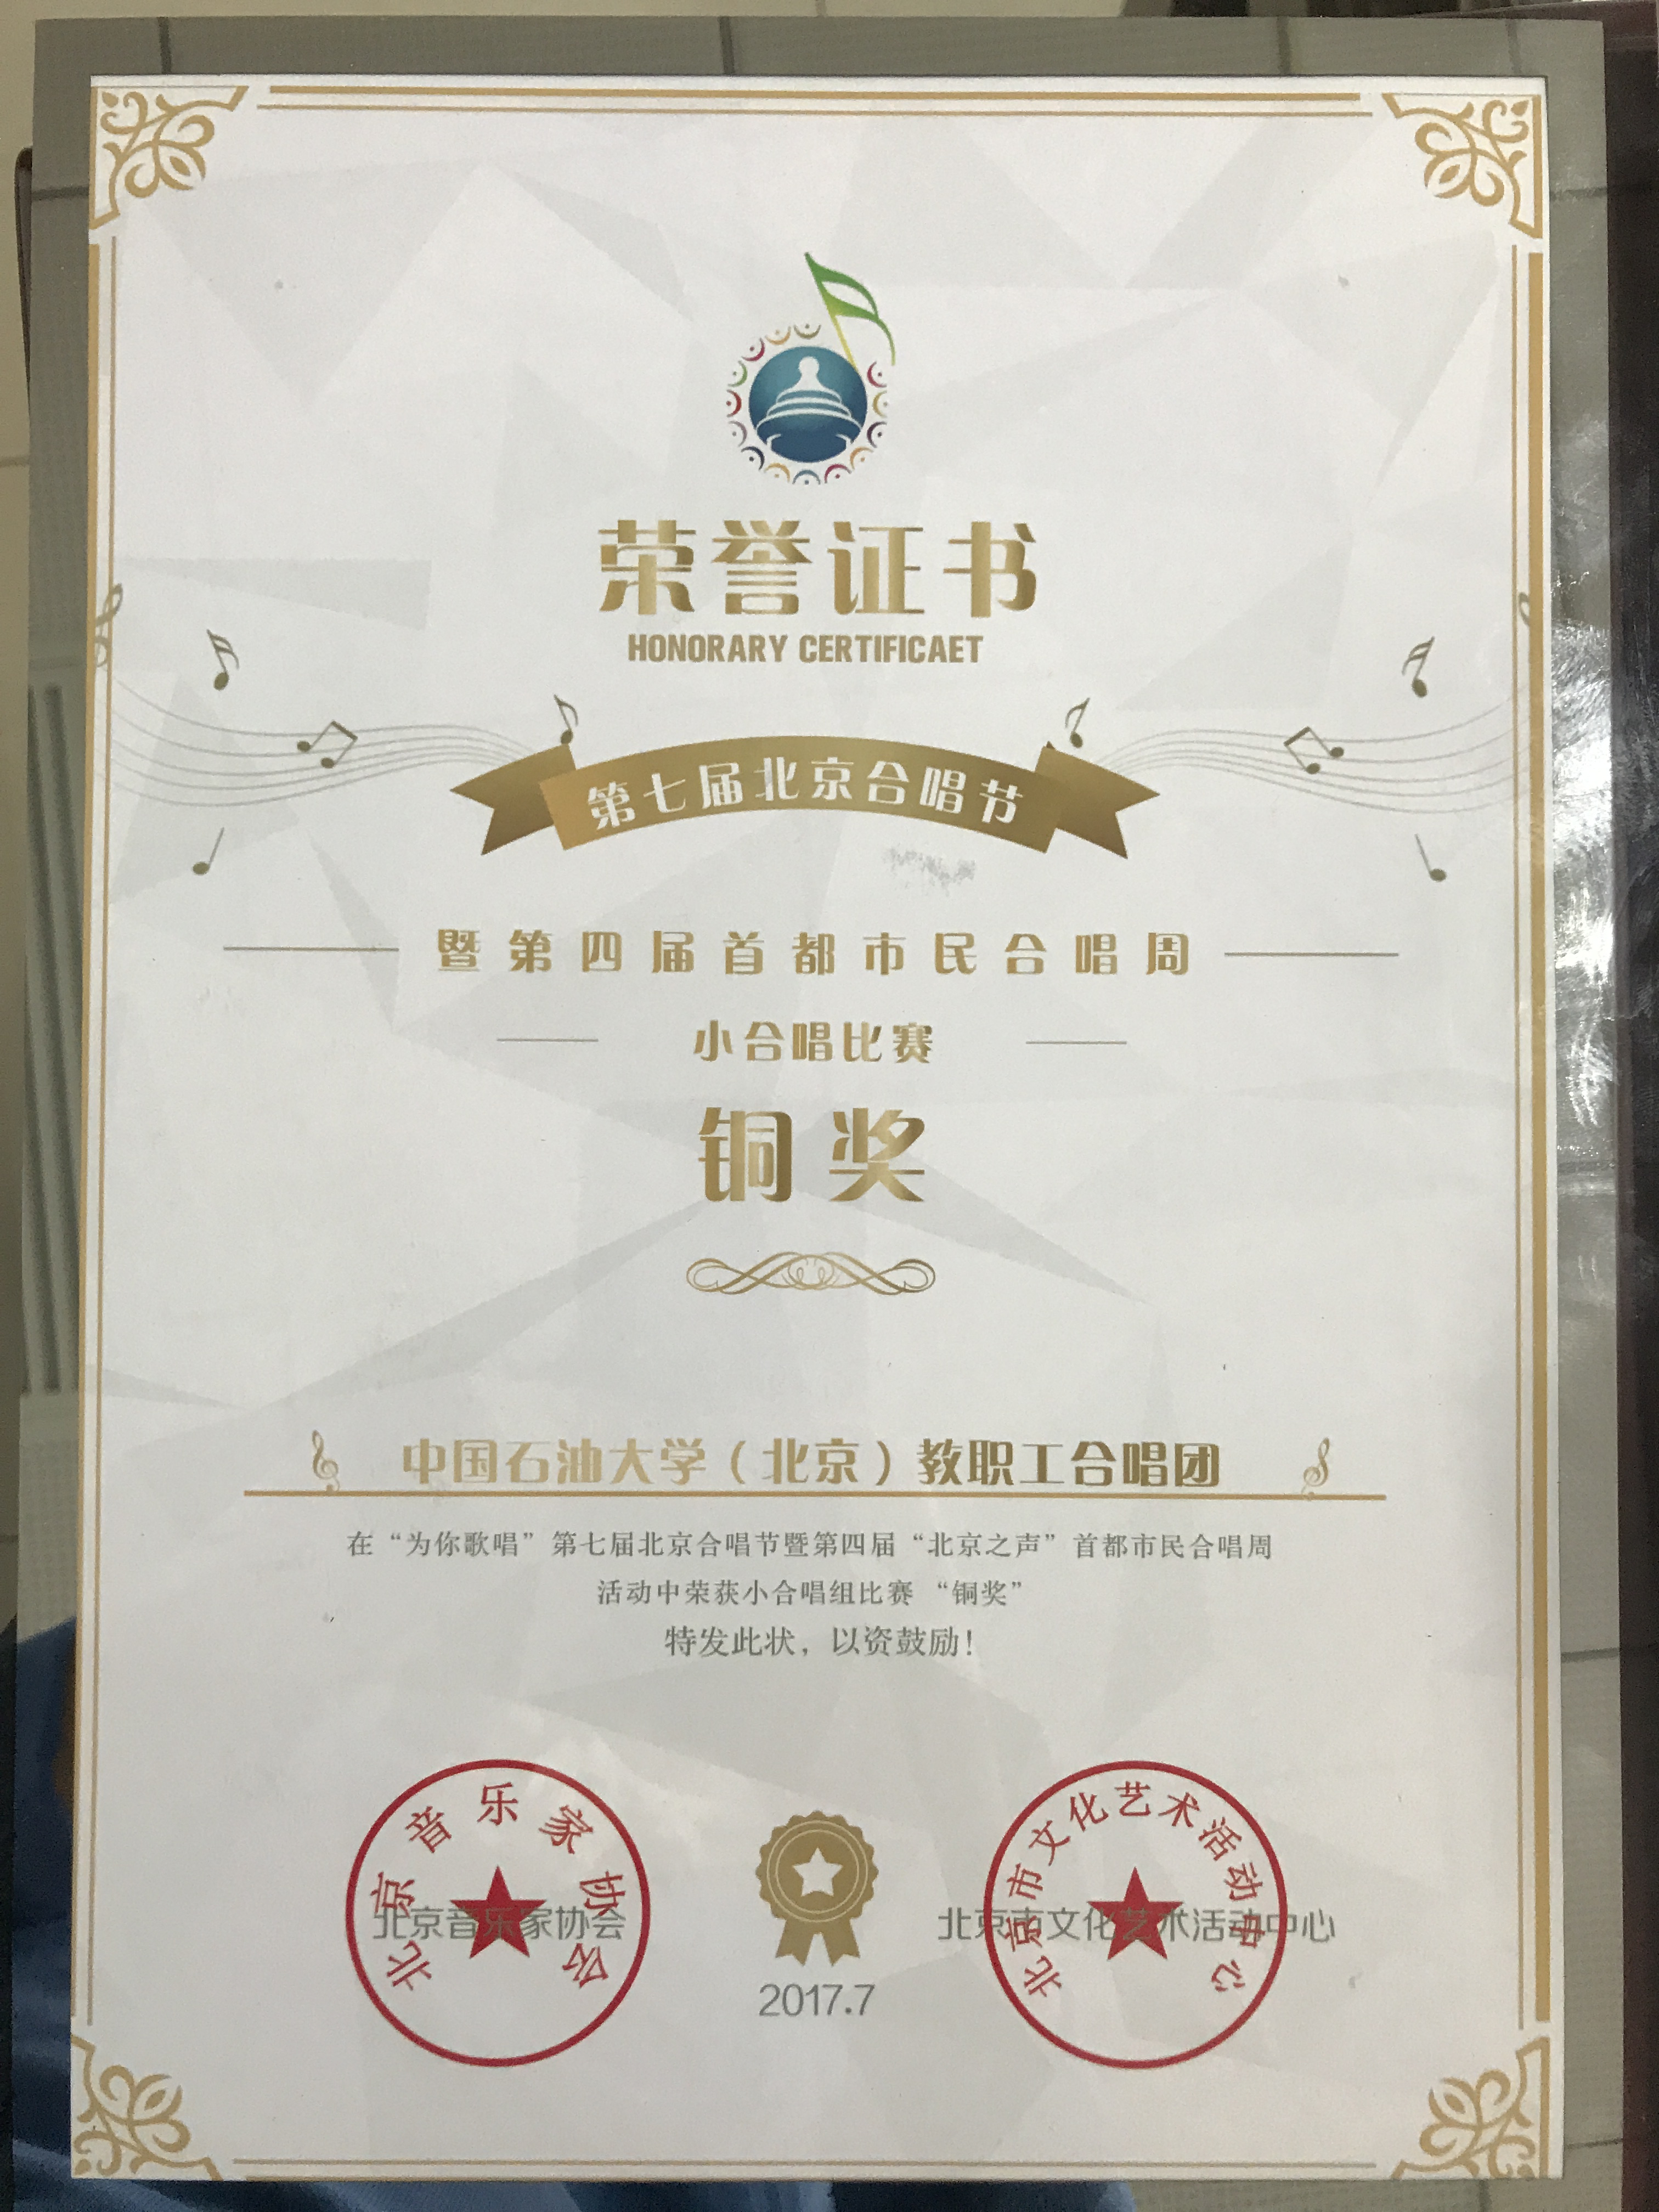 荣誉证书
HONORARY CERTIFICAET
第七届北京合唱节
暨第四届首都市民合唱周
小合唱比赛
铜奖
中国石油大学（北京）教职工合唱团
在“为你歌唱”第七届北京合唱节暨第四届“北京之声”首都市民合唱周
活动中荣获小合唱组比赛 “铜奖”
特发此状，以资鼓励！
北京音乐家协会
北京音乐家协会
北京市文化艺术活动中心
北京市文化艺术活动中心
2017.7